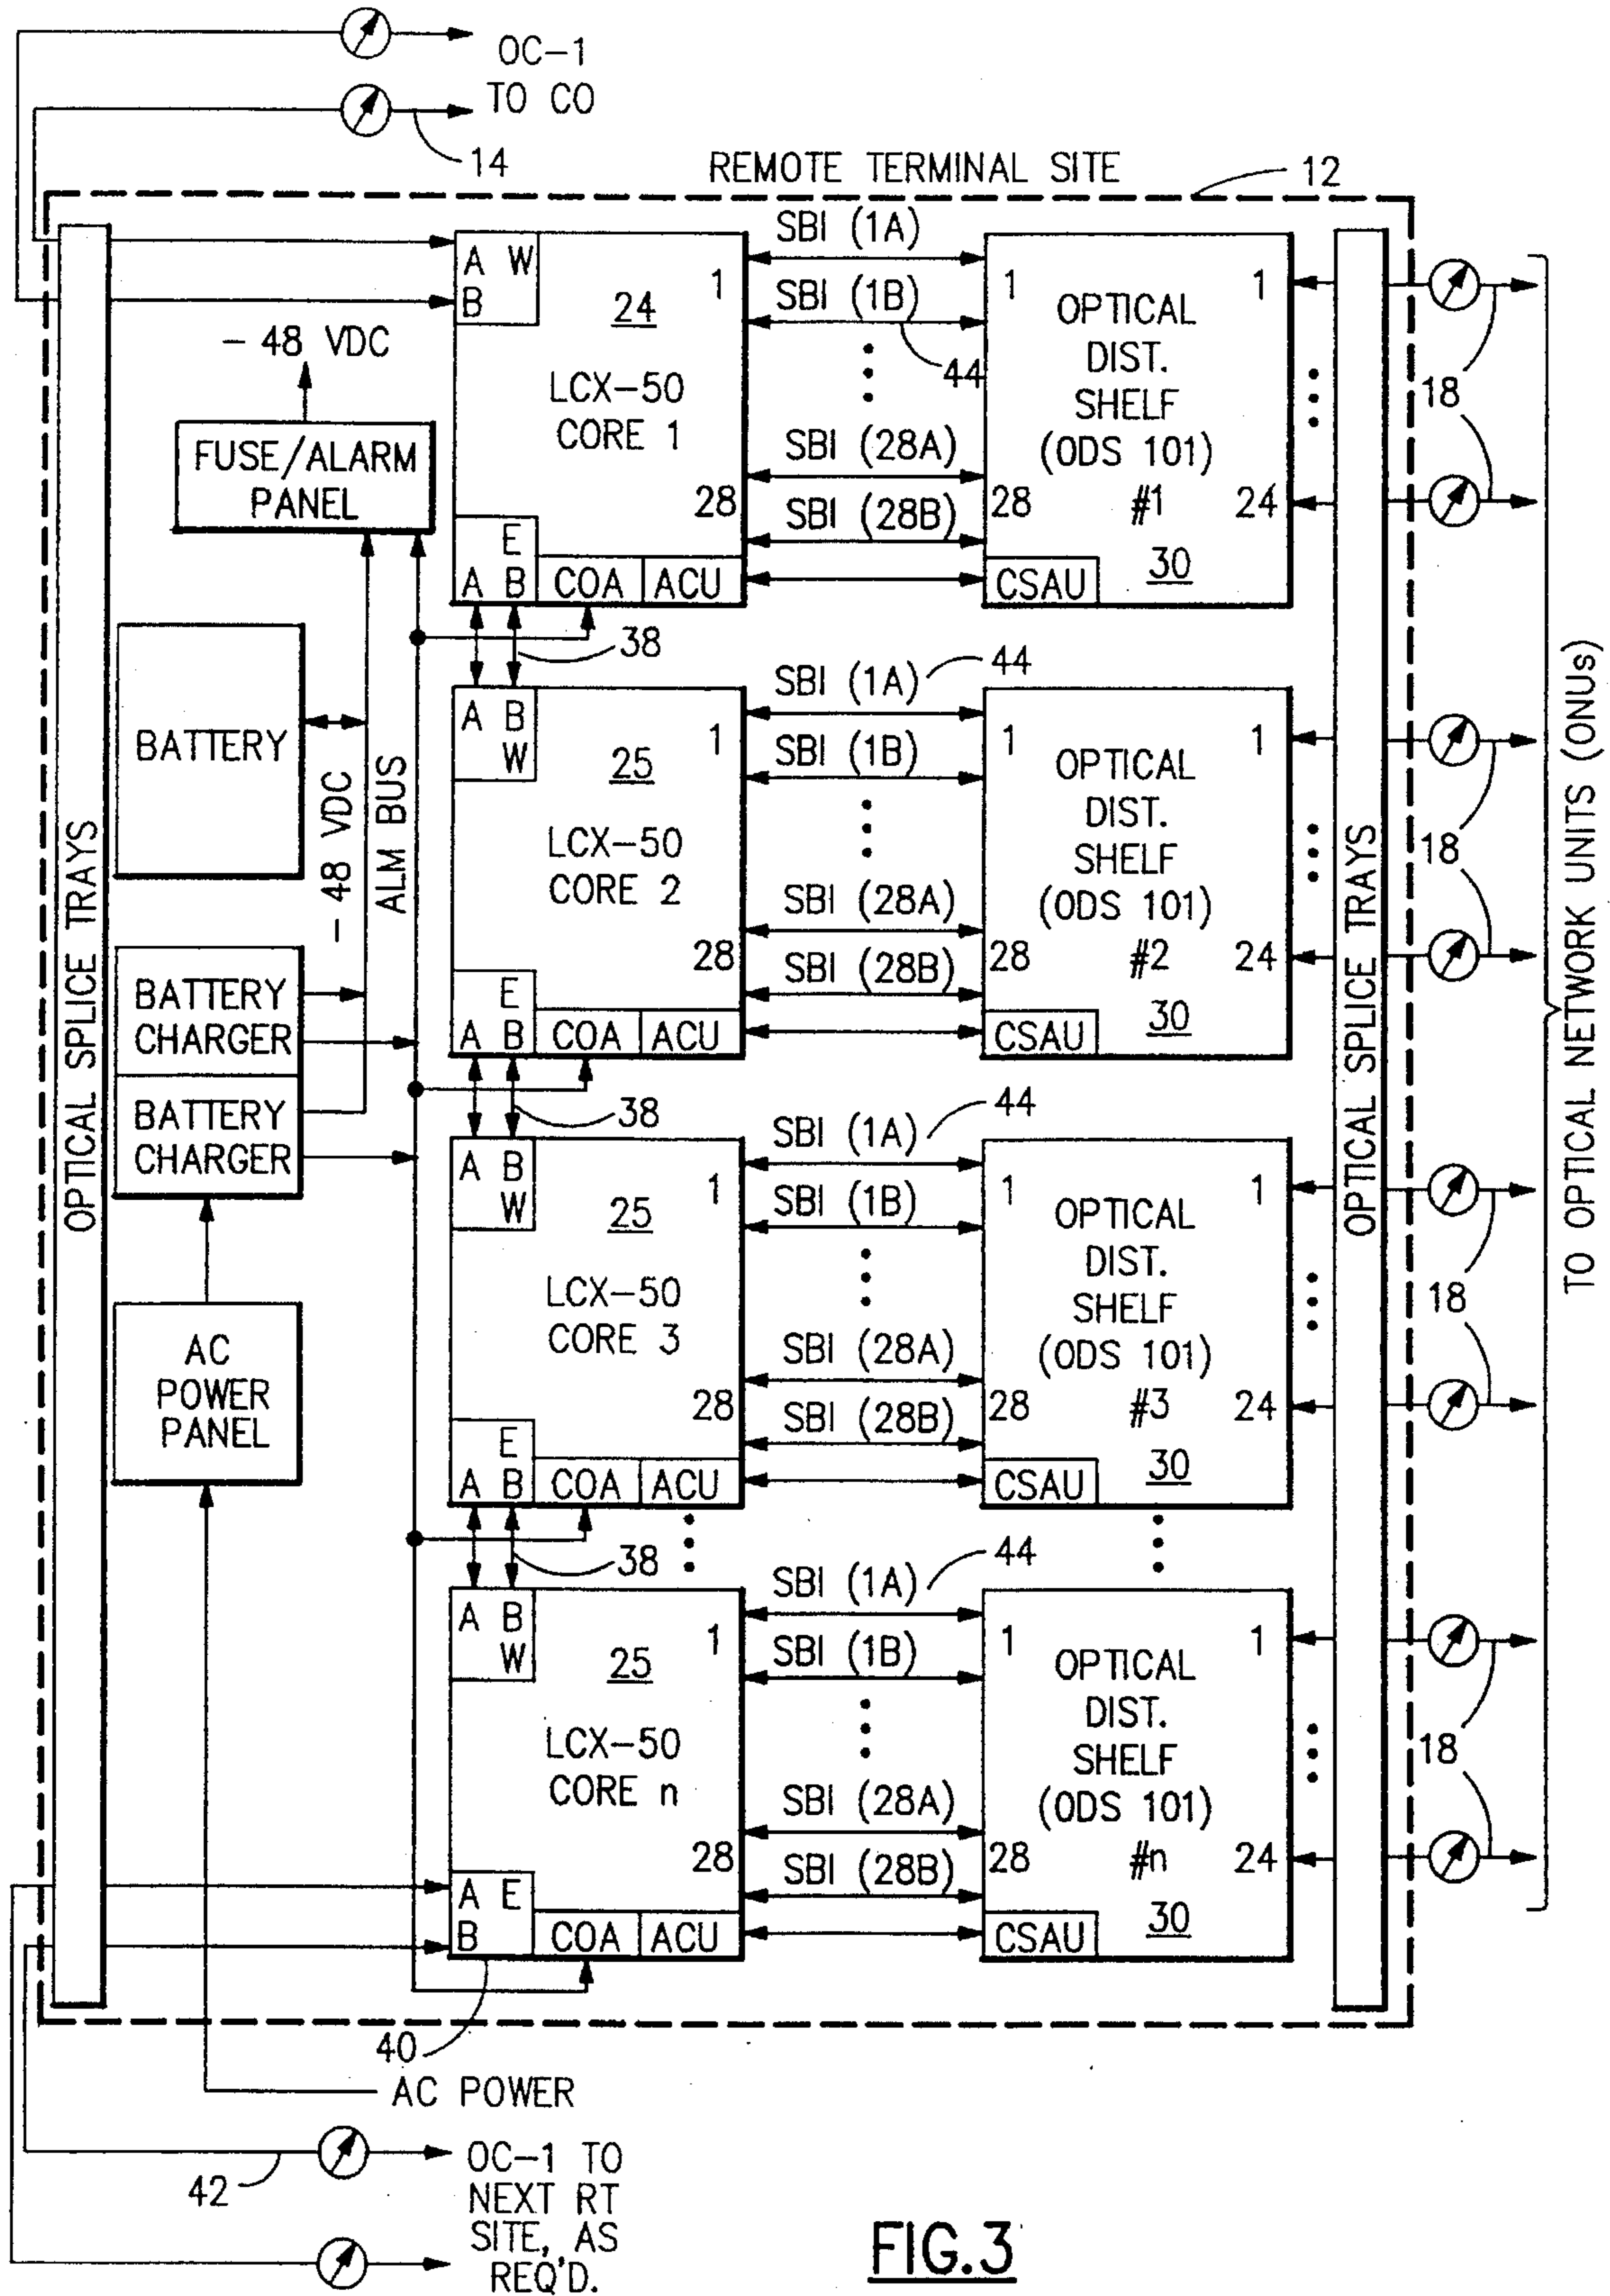 OC-1
TO CO
14
REMOTE TERMINAL SITE
12
OPTICAL SPLICE TRAYS
- 48 VDC
FUSE/ALARM
PANEL
BATTERY
- 48 VDC
ALM BUS
BATTERY
CHARGER
BATTERY
CHARGER
AC
POWER
PANEL
A W
B
24
1
LCX-50
CORE 1
28
E
A B
COA
ACU
SBI (1A)
SBI (1B)
44
SBI (28A)
SBI (28B)
1
OPTICAL
DIST.
SHELF
(ODS 101)
#1
28
1
24
CSAU
30
18
38
A B
W
25
1
LCX-50
CORE 2
28
E
A B
COA
ACU
SBI (1A)
44
SBI (1B)
SBI (28A)
SBI (28B)
1
OPTICAL
DIST.
SHELF
(ODS 101)
#2
28
1
24
CSAU
30
18
38
A B
W
25
1
LCX-50
CORE 3
28
E
A B
COA
ACU
SBI (1A)
44
SBI (1B)
SBI (28A)
SBI (28B)
1
OPTICAL
DIST.
SHELF
(ODS 101)
#3
28
1
24
CSAU
30
18
38
A B
W
25
1
LCX-50
CORE n
28
A E
B
COA
ACU
SBI (1A)
44
SBI (1B)
SBI (28A)
SBI (28B)
1
OPTICAL
DIST.
SHELF
(ODS 101)
#n
28
1
24
CSAU
30
18
OPTICAL SPLICE TRAYS
TO OPTICAL NETWORK UNITS (ONUs)
40
AC POWER
42
OC-1 TO
NEXT RT
SITE, AS
REQ'D.
FIG.3